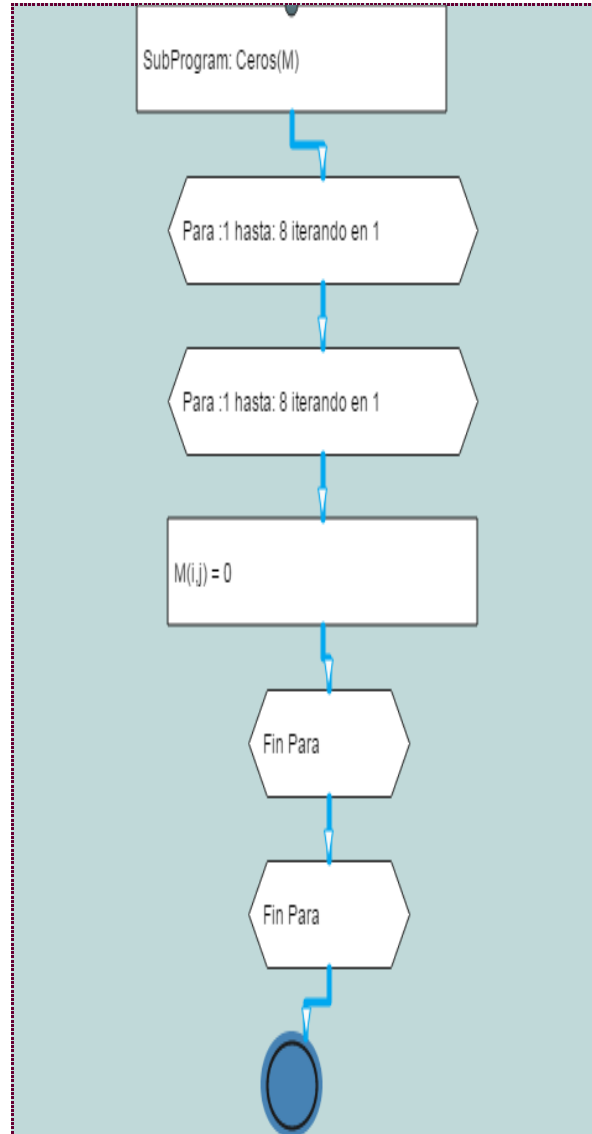 SubProgram: Ceros(M)
Para :1 hasta: 8 iterando en 1
Para :1 hasta: 8 iterando en 1
M(i,j) = 0
Fin Para
Fin Para